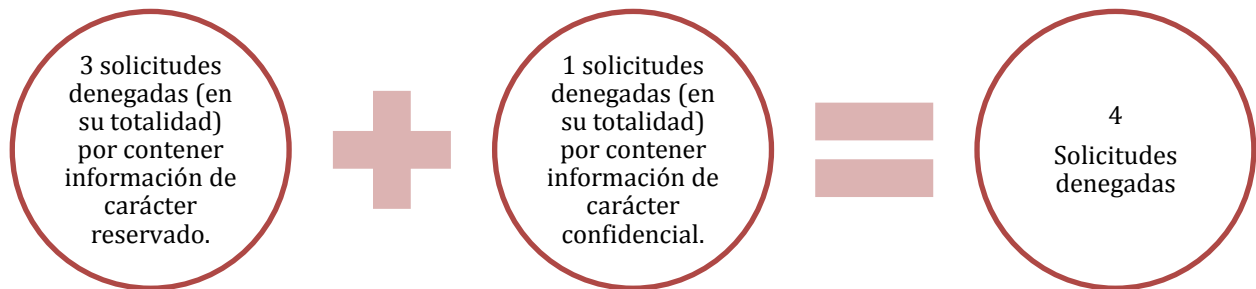 3 solicitudes
denegadas (en
su totalidad)
por contener
información de
carácter
reservado.
1 solicitudes
denegadas (en
su totalidad)
por contener
información de
carácter
confidencial.
4
Solicitudes
denegadas